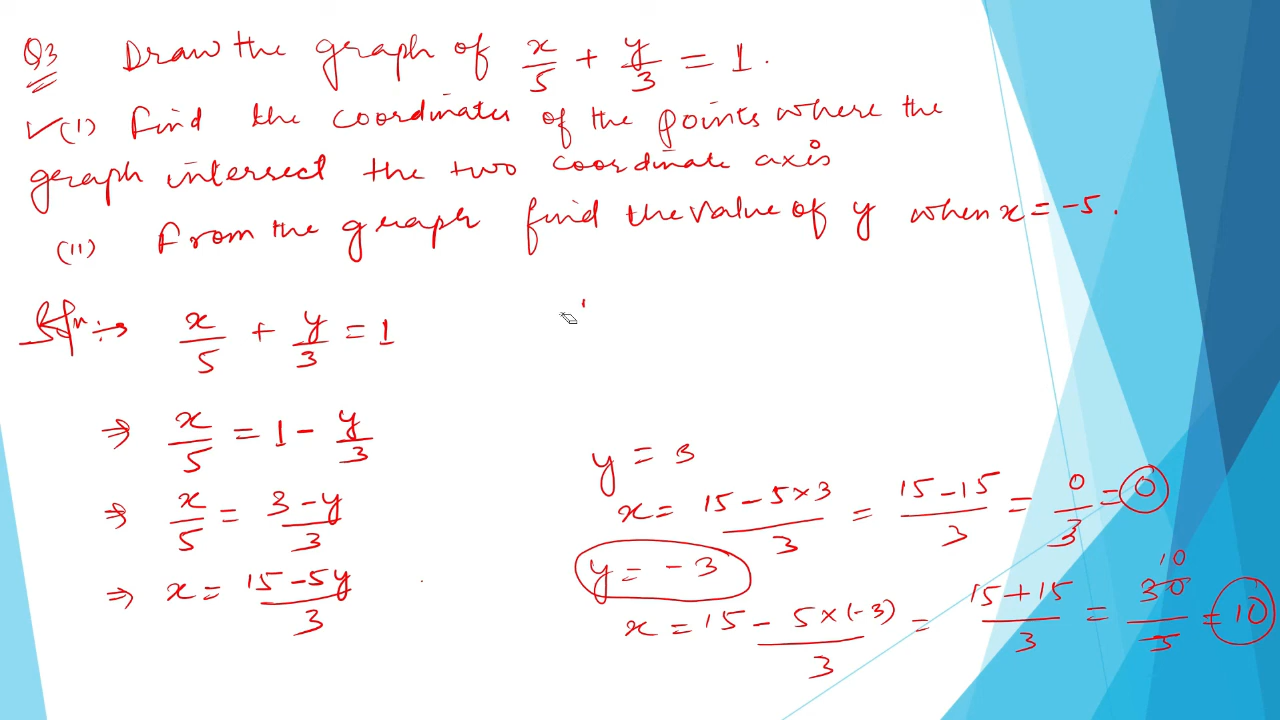 Q3 Draw the graph of x/5 + y/3 = 1.
✓(i) Find the coordinates of the points where the
graph intersect the two coordinate axis
(ii) From the graph find the value of y when x = -5.
Sol^n :→ x/5 + y/3 = 1
⇒ x/5 = 1 - y/3
⇒ x/5 = (3 - y)/3
⇒ x = (15 - 5y)/3
y = 3
x = (15 - 5×3)/3 = (15 - 15)/3 = 0/3 = 0
y = -3
x = 15 - 5×(-3)/3 = (15 + 15)/3 = 30/3 10 = 10